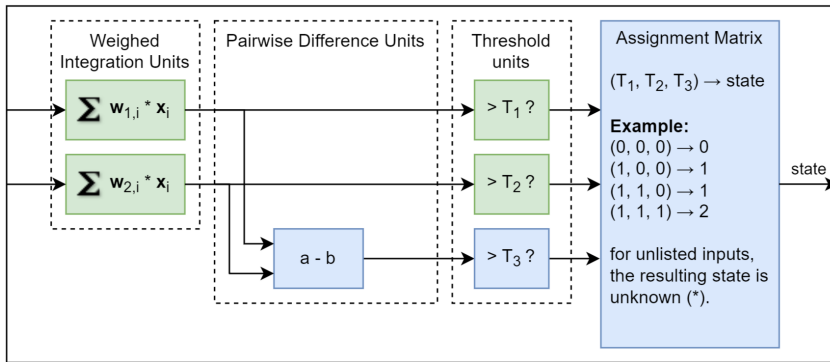 Weighed
Integration Units
Pairwise Difference Units
Threshold
units
Assignment Matrix
∑ w1,i * xi
∑ w2,i * xi
a - b
> T1 ?
> T2 ?
> T3 ?
(T1, T2, T3) → state
Example:
(0, 0, 0) → 0
(1, 0, 0) → 1
(1, 1, 0) → 1
(1, 1, 1) → 2
for unlisted inputs,
the resulting state is
unknown (*).
state